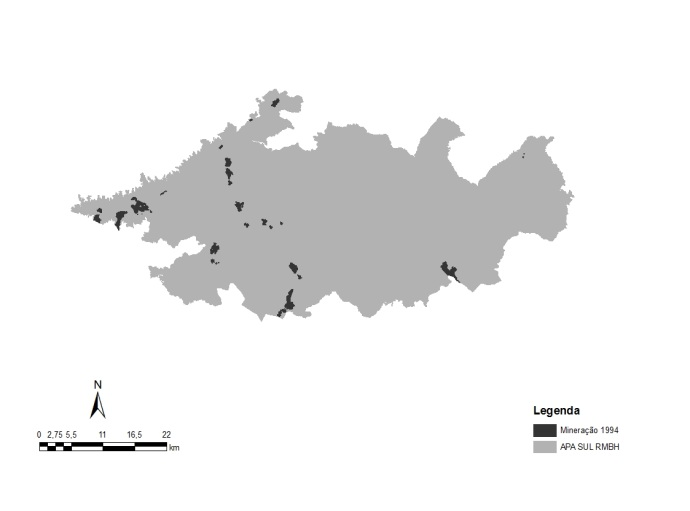 N
0 2,75 5,5 11 16,5 22
km
Legenda
Mineração 1994
APA SUL RMBH